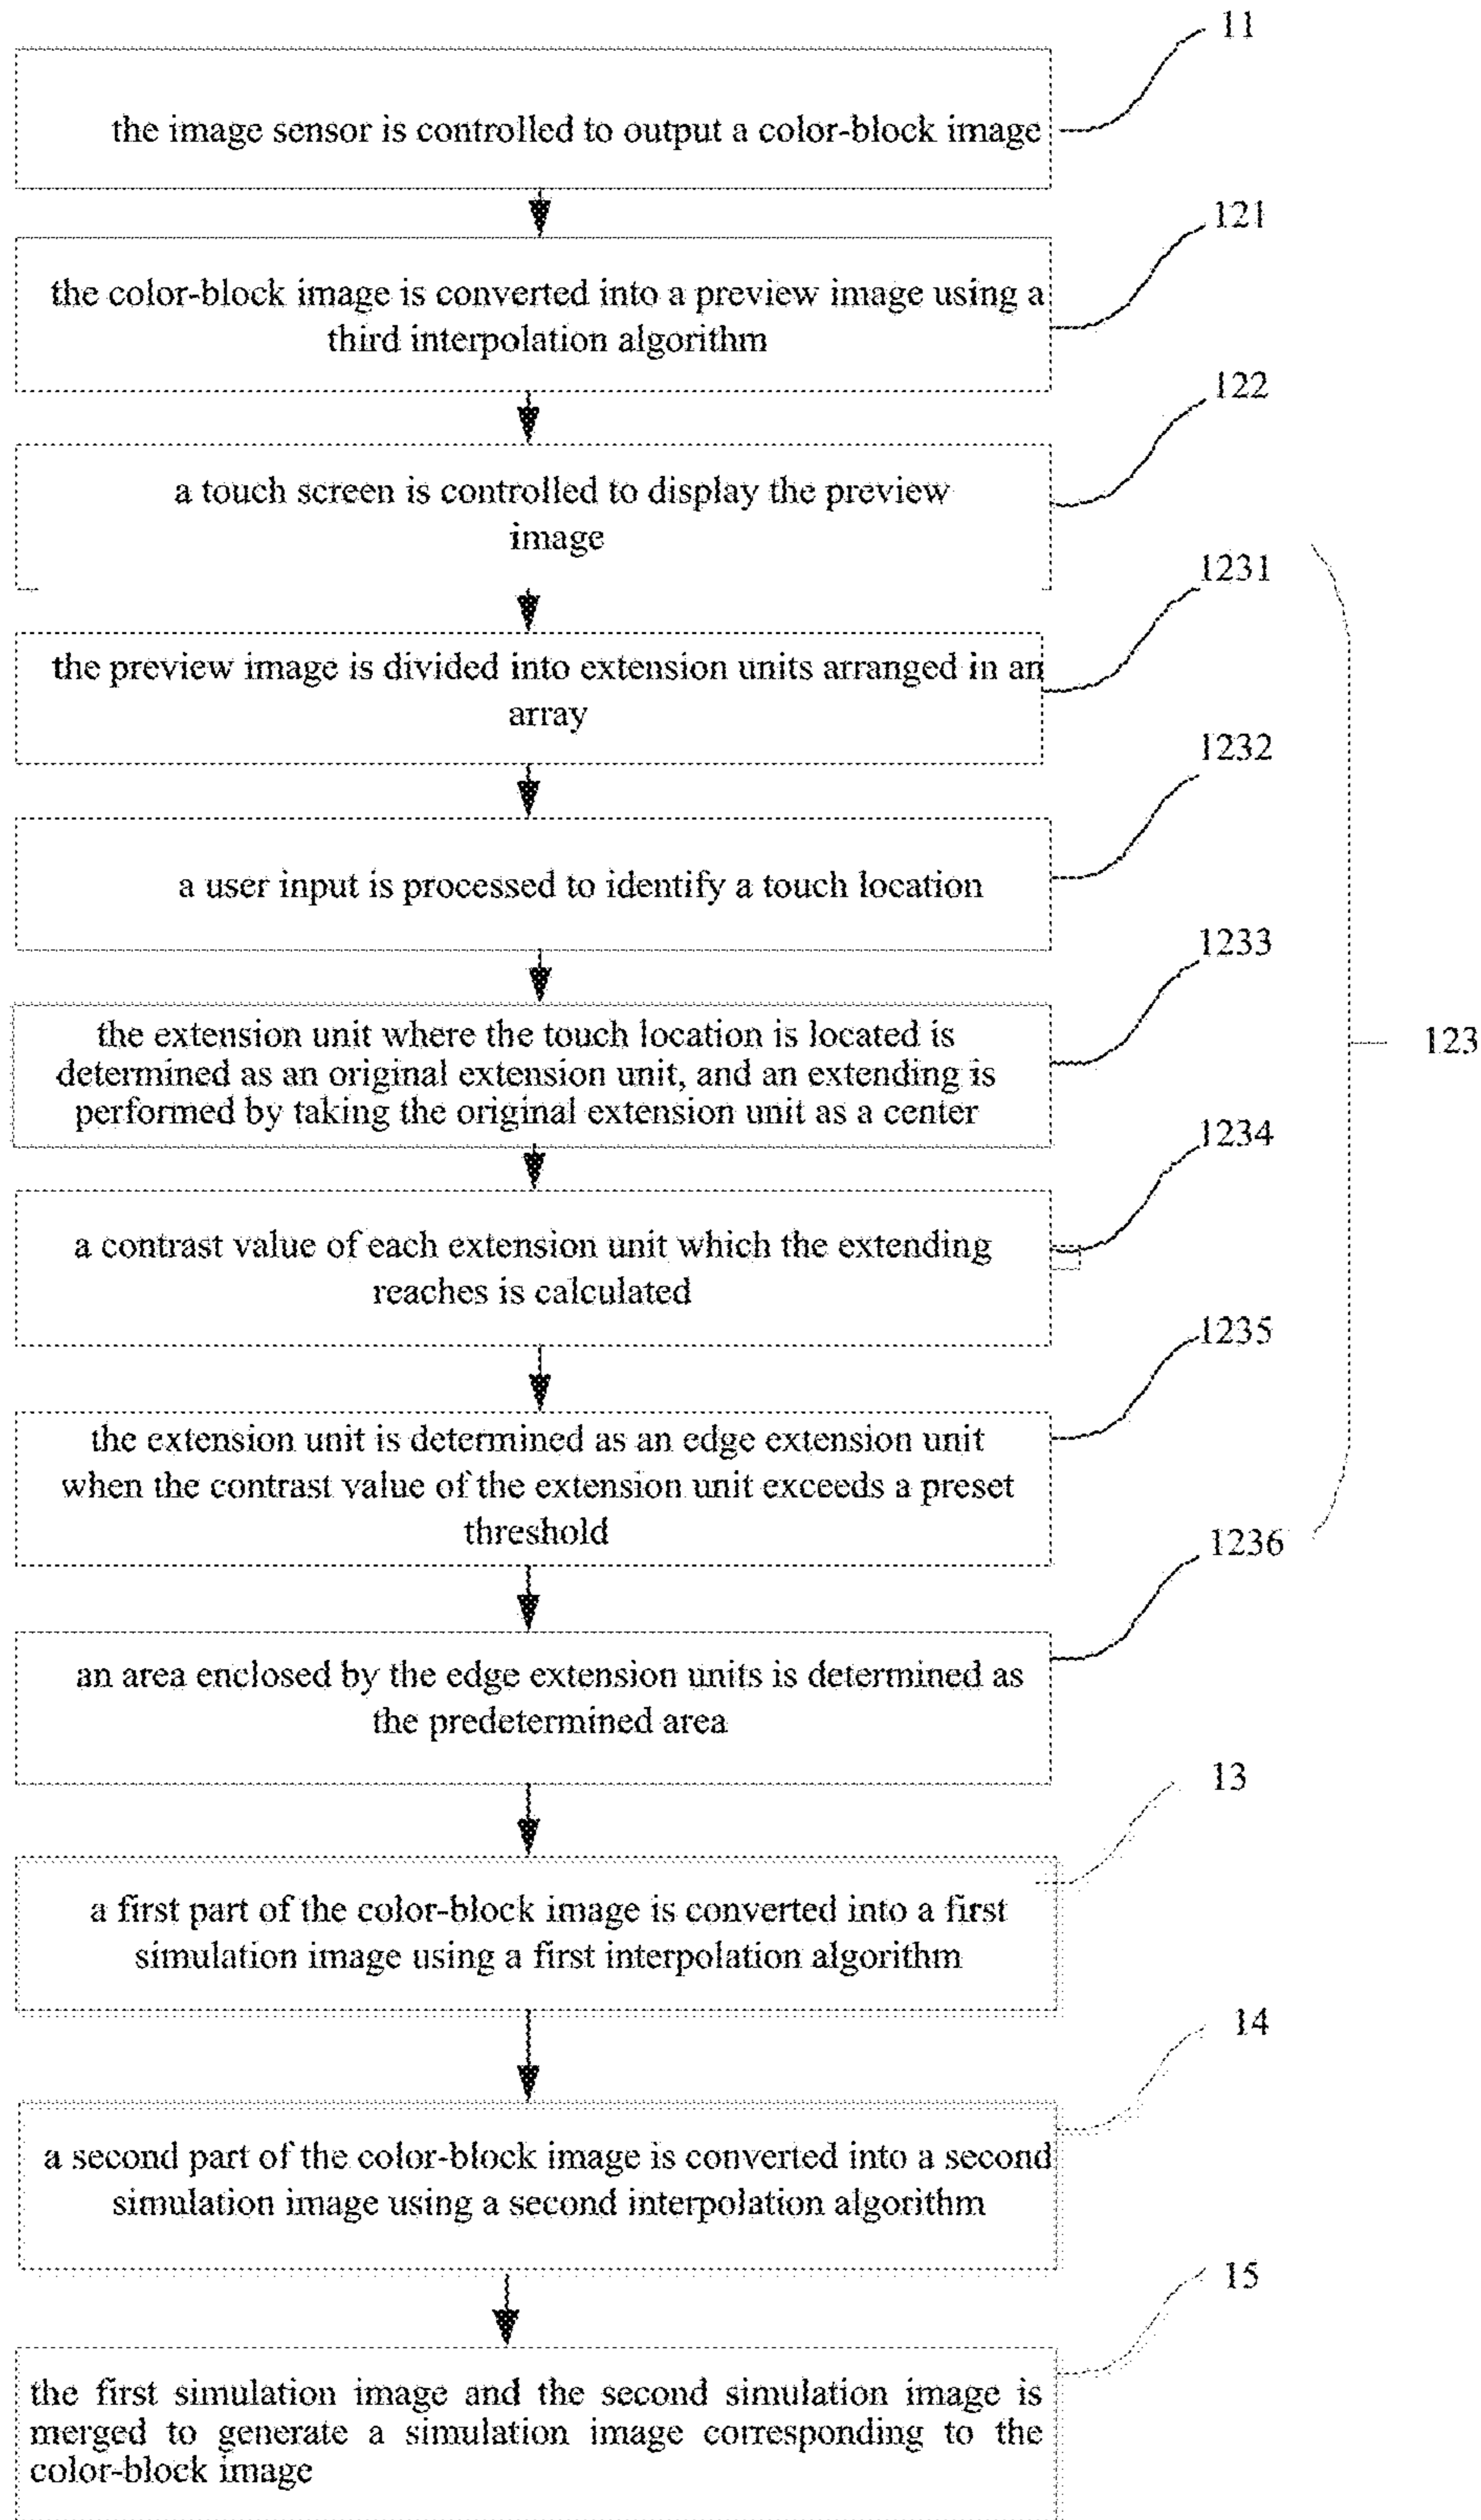 11
the image sensor is controlled to output a color-block image
121
the color-block image is converted into a preview image using a
third interpolation algorithm
122
a touch screen is controlled to display the preview
image
1231
the preview image is divided into extension units arranged in an
array
1232
a user input is processed to identify a touch location
1233
the extension unit where the touch location is located is
determined as an original extension unit, and an extending is
performed by taking the original extension unit as a center
123
1234
a contrast value of each extension unit which the extending
reaches is calculated
1235
the extension unit is determined as an edge extension unit
when the contrast value of the extension unit exceeds a preset
threshold
1236
an area enclosed by the edge extension units is determined as
the predetermined area
13
a first part of the color-block image is converted into a first
simulation image using a first interpolation algorithm
14
a second part of the color-block image is converted into a second
simulation image using a second interpolation algorithm
15
the first simulation image and the second simulation image is
merged to generate a simulation image corresponding to the
color-block image